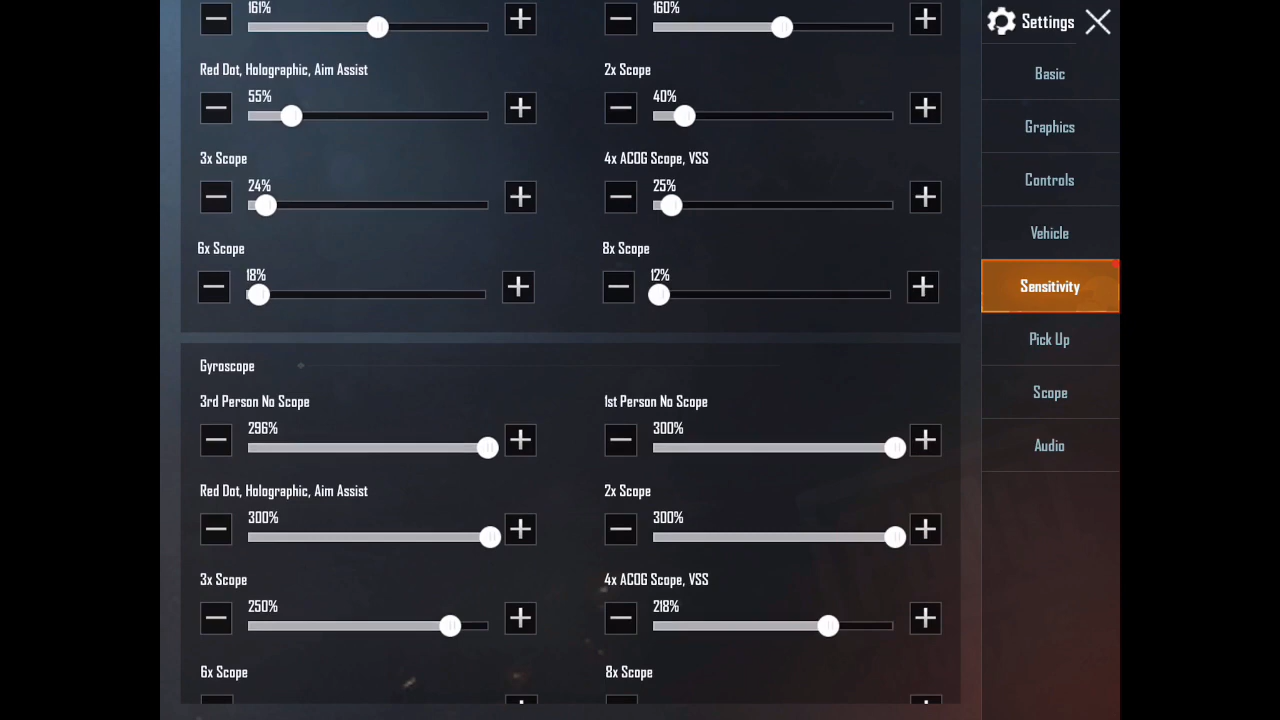 161% 160%
Settings
Red Dot, Holographic, Aim Assist 2x Scope
Basic
55% 40%
Graphics
3x Scope 4x ACOG Scope, VSS
Controls
24% 25%
Vehicle
6x Scope 8x Scope
18% 12%
Sensitivity
Pick Up
Gyroscope
Scope
3rd Person No Scope 1st Person No Scope
296% 300%
Audio
Red Dot, Holographic, Aim Assist 2x Scope
300% 300%
3x Scope 4x ACOG Scope, VSS
250% 218%
6x Scope 8x Scope